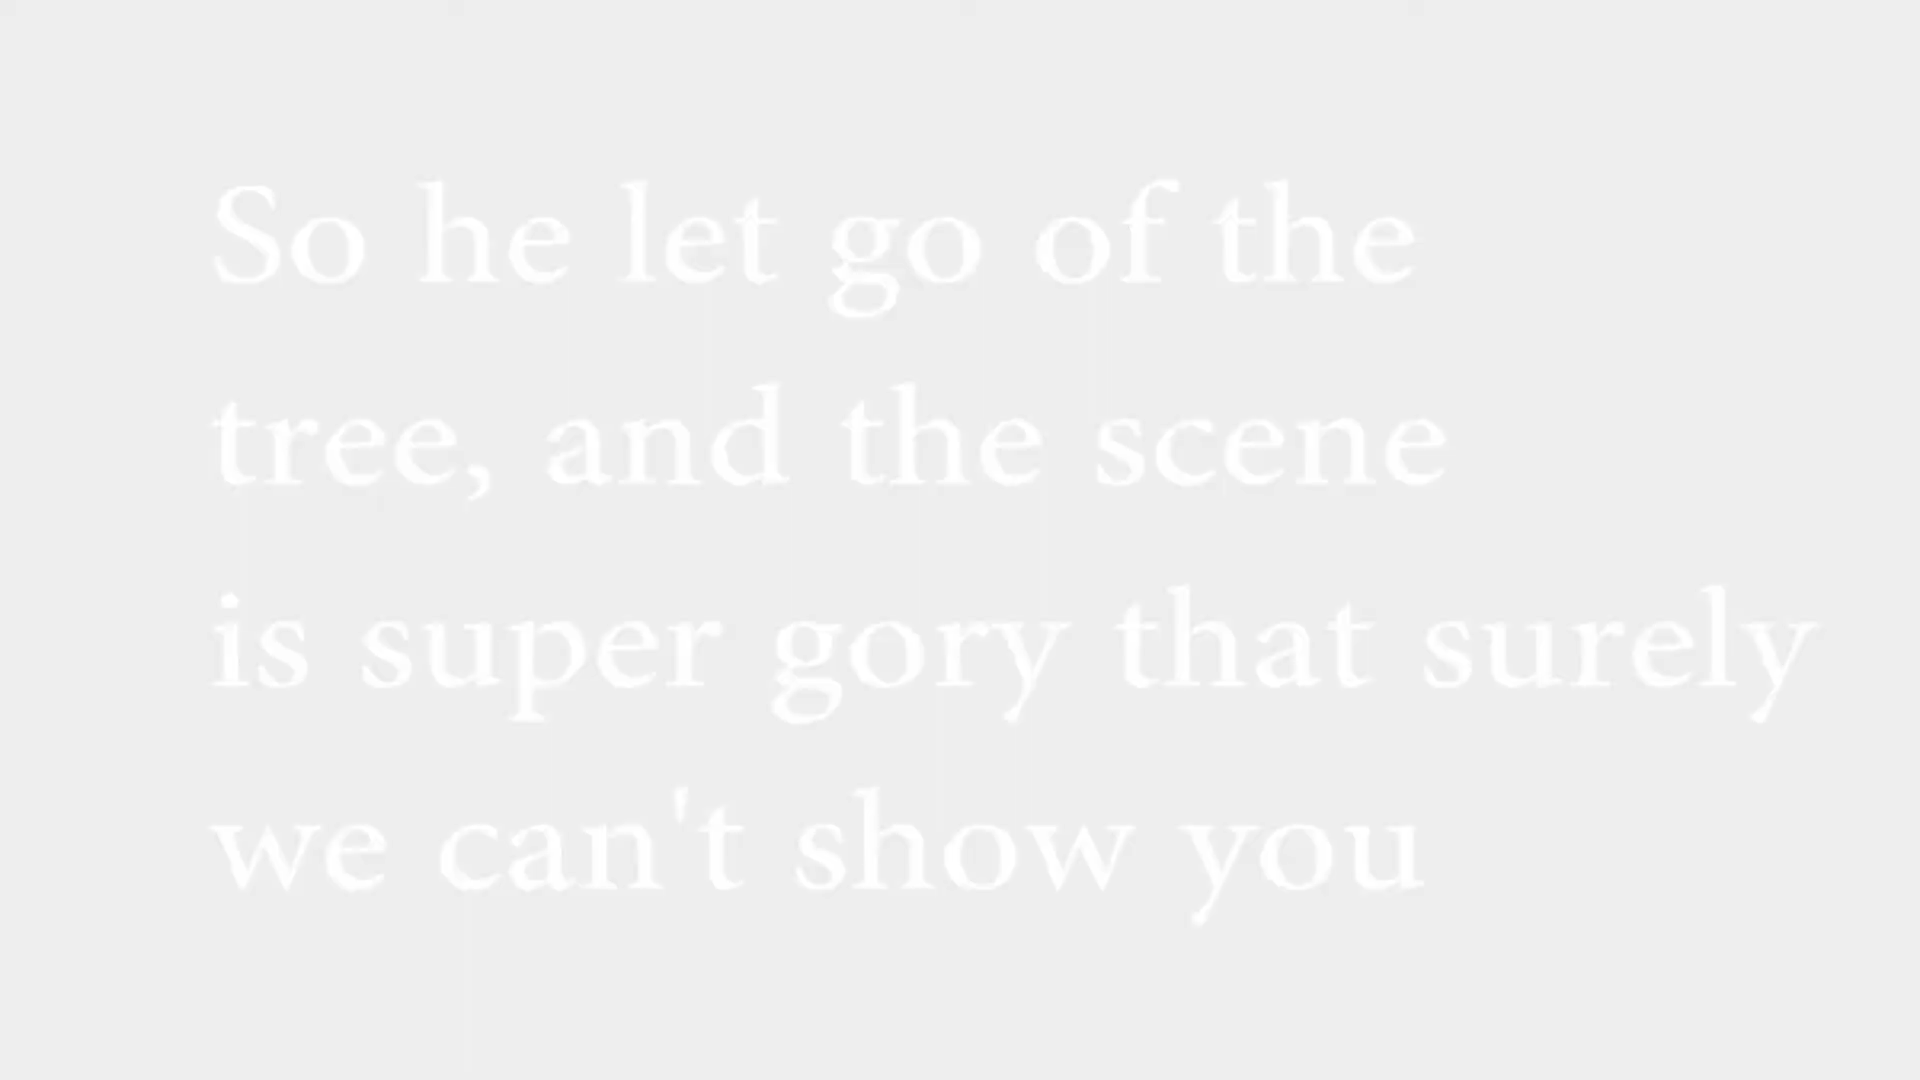 So he let go of the
tree, and the scene
is super gory that surely
we can't show you